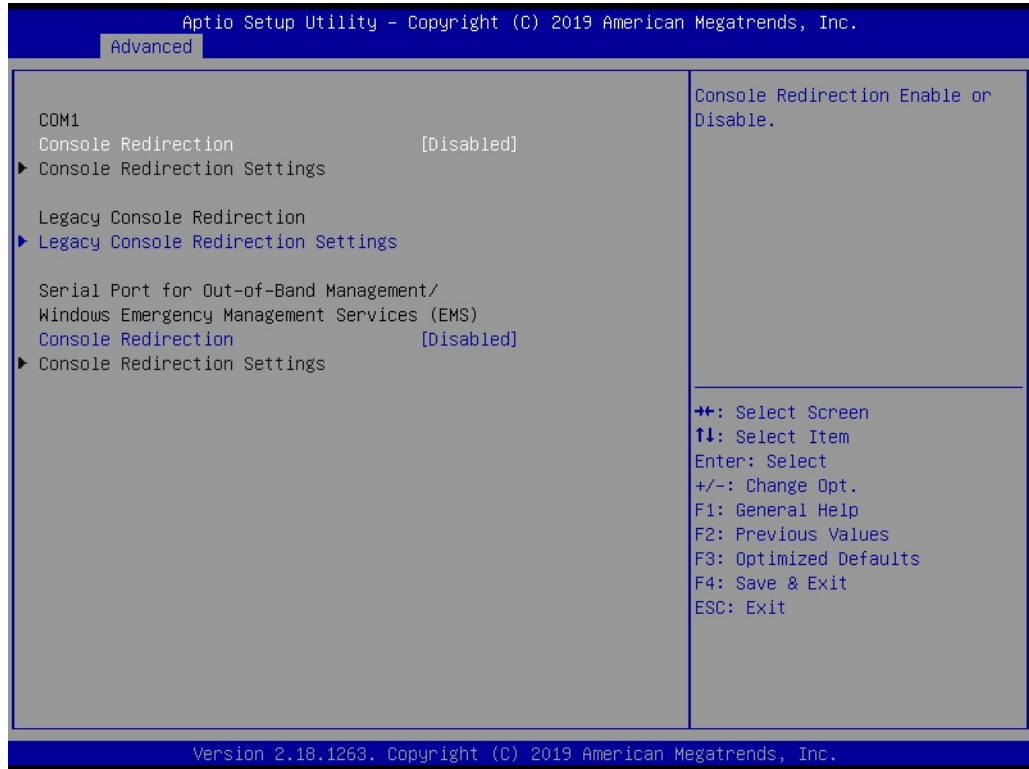 Aptio Setup Utility – Copyright (C) 2019 American Megatrends, Inc.
Advanced
COM1
Console Redirection [Disabled]
▶ Console Redirection Settings
Legacy Console Redirection
▶ Legacy Console Redirection Settings
Serial Port for Out-of-Band Management/
Windows Emergency Management Services (EMS)
Console Redirection [Disabled]
▶ Console Redirection Settings
Console Redirection Enable or
Disable.
→←: Select Screen
↑↓: Select Item
Enter: Select
+/-: Change Opt.
F1: General Help
F2: Previous Values
F3: Optimized Defaults
F4: Save & Exit
ESC: Exit
Version 2.18.1263. Copyright (C) 2019 American Megatrends, Inc.